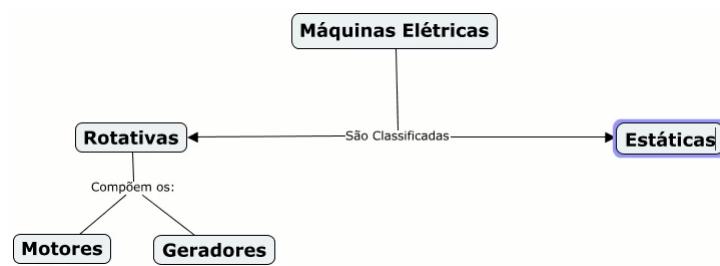 Máquinas Elétricas
São Classificadas
Rotativas
Estáticas
Compõem os:
Motores
Geradores